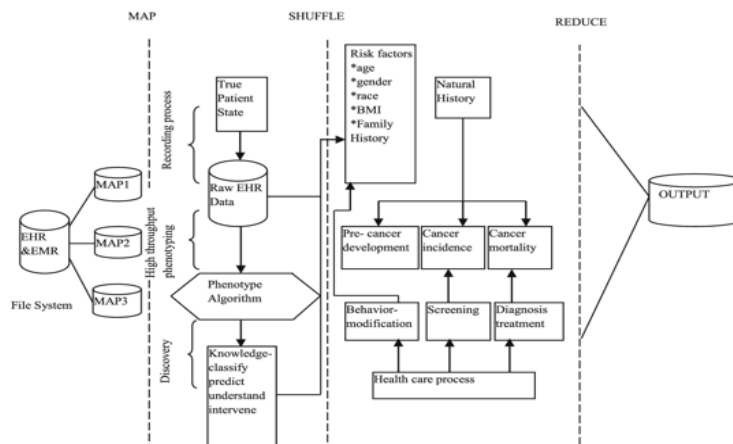 MAP
SHUFFLE
REDUCE
EHR
&EMR
File System
MAP1
MAP2
MAP3
Recording process
High throughput
phenotyping
Discovery
True
Patient
State
Raw EHR
Data
Phenotype
Algorithm
Knowledge-
classify
predict
understand
intervene
Risk factors
*age
*gender
*race
*BMI
*Family
History
Natural
History
Pre- cancer
development
Cancer
incidence
Cancer
mortality
Behavior-
modification
Screening
Diagnosis
treatment
Health care process
OUTPUT